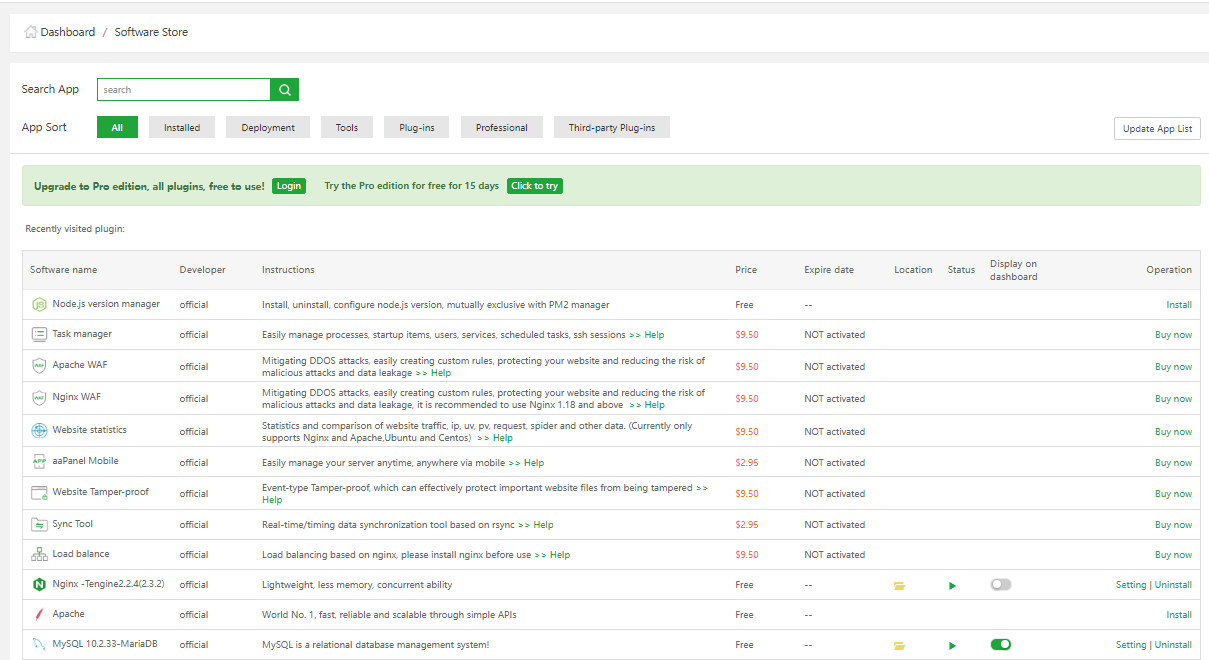 Dashboard / Software Store
Search App search
App Sort All Installed Deployment Tools Plug-ins Professional Third-party Plug-ins Update App List
Upgrade to Pro edition, all plugins, free to use! Login Try the Pro edition for free for 15 days Click to try
Recently visited plugin:
Software name Developer Instructions Price Expire date Location Status Display on dashboard Operation
JS Node.js version manager official Install, uninstall, configure node.js version, mutually exclusive with PM2 manager Free -- Install
Task manager official Easily manage processes, startup items, users, services, scheduled tasks, ssh sessions >> Help $9.50 NOT activated Buy now
WAF Apache WAF official Mitigating DDOS attacks, easily creating custom rules, protecting your website and reducing the risk of
malicious attacks and data leakage >> Help $9.50 NOT activated Buy now
WAF Nginx WAF official Mitigating DDOS attacks, easily creating custom rules, protecting your website and reducing the risk of
malicious attacks and data leakage, it is recommended to use Nginx 1.18 and above >> Help $9.50 NOT activated Buy now
Website statistics official Statistics and comparison of website traffic, ip, uv, pv, request, spider and other data. (Currently only
supports Nginx and Apache,Ubuntu and Centos) >> Help $9.50 NOT activated Buy now
APP aaPanel Mobile official Easily manage your server anytime, anywhere via mobile >> Help $2.95 NOT activated Buy now
Website Tamper-proof official Event-type Tamper-proof, which can effectively protect important website files from being tampered >>
Help $9.50 NOT activated Buy now
Sync Tool official Real-time/timing data synchronization tool based on rsync >> Help $2.95 NOT activated Buy now
Load balance official Load balancing based on nginx, please install nginx before use >> Help $9.50 NOT activated Buy now
N Nginx -Tengine2.2.4(2.3.2) official Lightweight, less memory, concurrent ability Free -- Setting | Uninstall
Apache official World No. 1, fast, reliable and scalable through simple APIs Free -- Install
MySQL 10.2.33-MariaDB official MySQL is a relational database management system! Free -- Setting | Uninstall